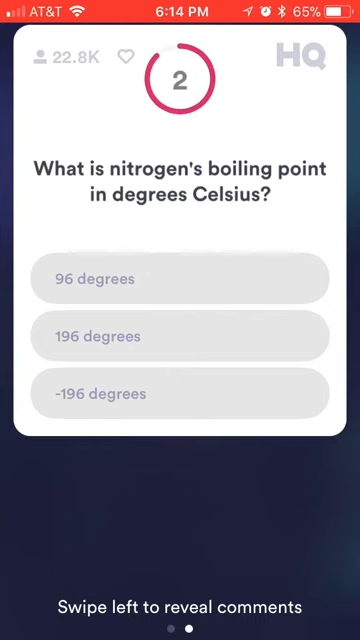 AT&T 6:14 PM 65%
22.8K HQ
2
What is nitrogen's boiling point
in degrees Celsius?
96 degrees
196 degrees
-196 degrees
Swipe left to reveal comments